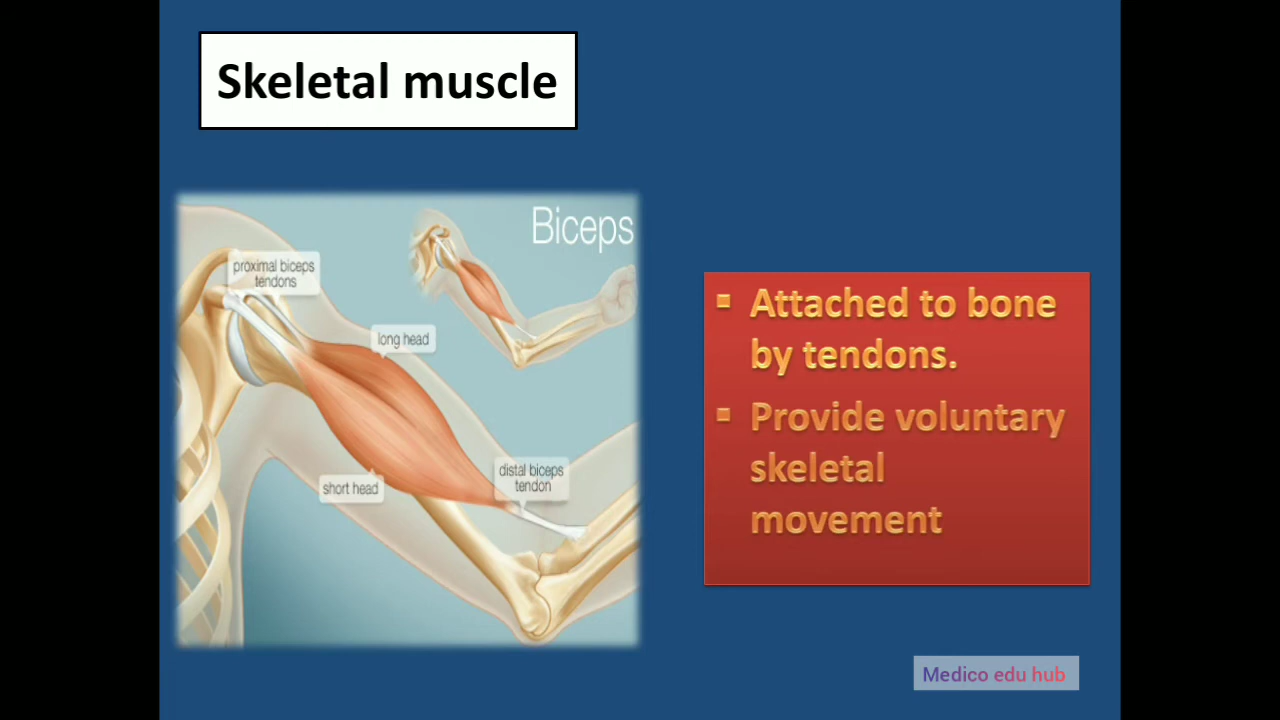 Skeletal muscle
Biceps
proximal biceps
tendons
long head
short head
distal biceps
tendon
▪ Attached to bone
by tendons.
▪ Provide voluntary
skeletal
movement
Medico edu hub